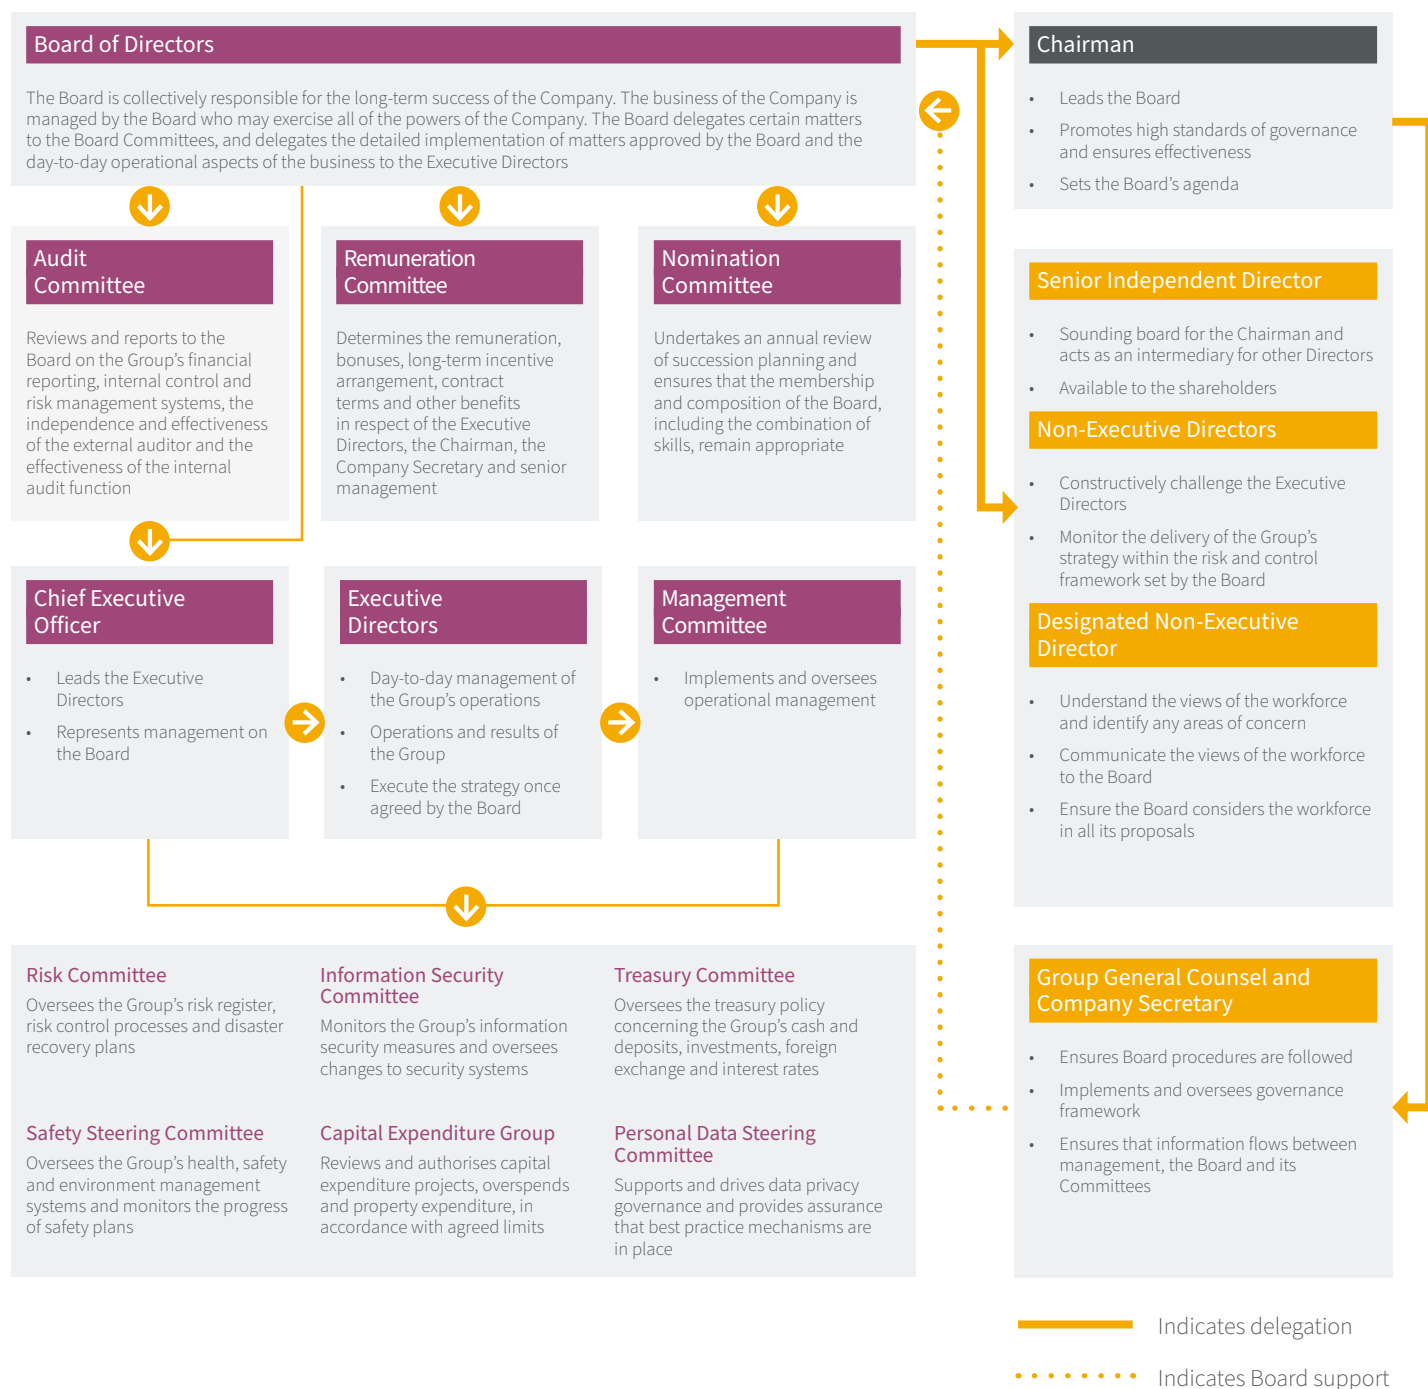 Board of Directors
The Board is collectively responsible for the long-term success of the Company. The business of the Company is
managed by the Board who may exercise all of the powers of the Company. The Board delegates certain matters
to the Board Committees, and delegates the detailed implementation of matters approved by the Board and the
day-to-day operational aspects of the business to the Executive Directors
Audit
Committee
Reviews and reports to the
Board on the Group’s financial
reporting, internal control and
risk management systems, the
independence and effectiveness
of the external auditor and the
effectiveness of the internal
audit function
Remuneration
Committee
Determines the remuneration,
bonuses, long-term incentive
arrangement, contract
terms and other benefits
in respect of the Executive
Directors, the Chairman, the
Company Secretary and senior
management
Nomination
Committee
Undertakes an annual review
of succession planning and
ensures that the membership
and composition of the Board,
including the combination of
skills, remain appropriate
Chief Executive
Officer
• Leads the Executive
Directors
• Represents management on
the Board
Executive
Directors
• Day-to-day management of
the Group’s operations
• Operations and results of
the Group
• Execute the strategy once
agreed by the Board
Management
Committee
• Implements and oversees
operational management
Risk Committee
Oversees the Group’s risk register,
risk control processes and disaster
recovery plans
Information Security
Committee
Monitors the Group’s information
security measures and oversees
changes to security systems
Treasury Committee
Oversees the treasury policy
concerning the Group’s cash and
deposits, investments, foreign
exchange and interest rates
Safety Steering Committee
Oversees the Group’s health, safety
and environment management
systems and monitors the progress
of safety plans
Capital Expenditure Group
Reviews and authorises capital
expenditure projects, overspends
and property expenditure, in
accordance with agreed limits
Personal Data Steering
Committee
Supports and drives data privacy
governance and provides assurance
that best practice mechanisms are
in place
Chairman
• Leads the Board
• Promotes high standards of governance
and ensures effectiveness
• Sets the Board’s agenda
Senior Independent Director
• Sounding board for the Chairman and
acts as an intermediary for other Directors
• Available to the shareholders
Non-Executive Directors
• Constructively challenge the Executive
Directors
• Monitor the delivery of the Group’s
strategy within the risk and control
framework set by the Board
Designated Non-Executive
Director
• Understand the views of the workforce
and identify any areas of concern
• Communicate the views of the workforce
to the Board
• Ensure the Board considers the workforce
in all its proposals
Group General Counsel and
Company Secretary
• Ensures Board procedures are followed
• Implements and oversees governance
framework
• Ensures that information flows between
management, the Board and its
Committees
Indicates delegation
Indicates Board support